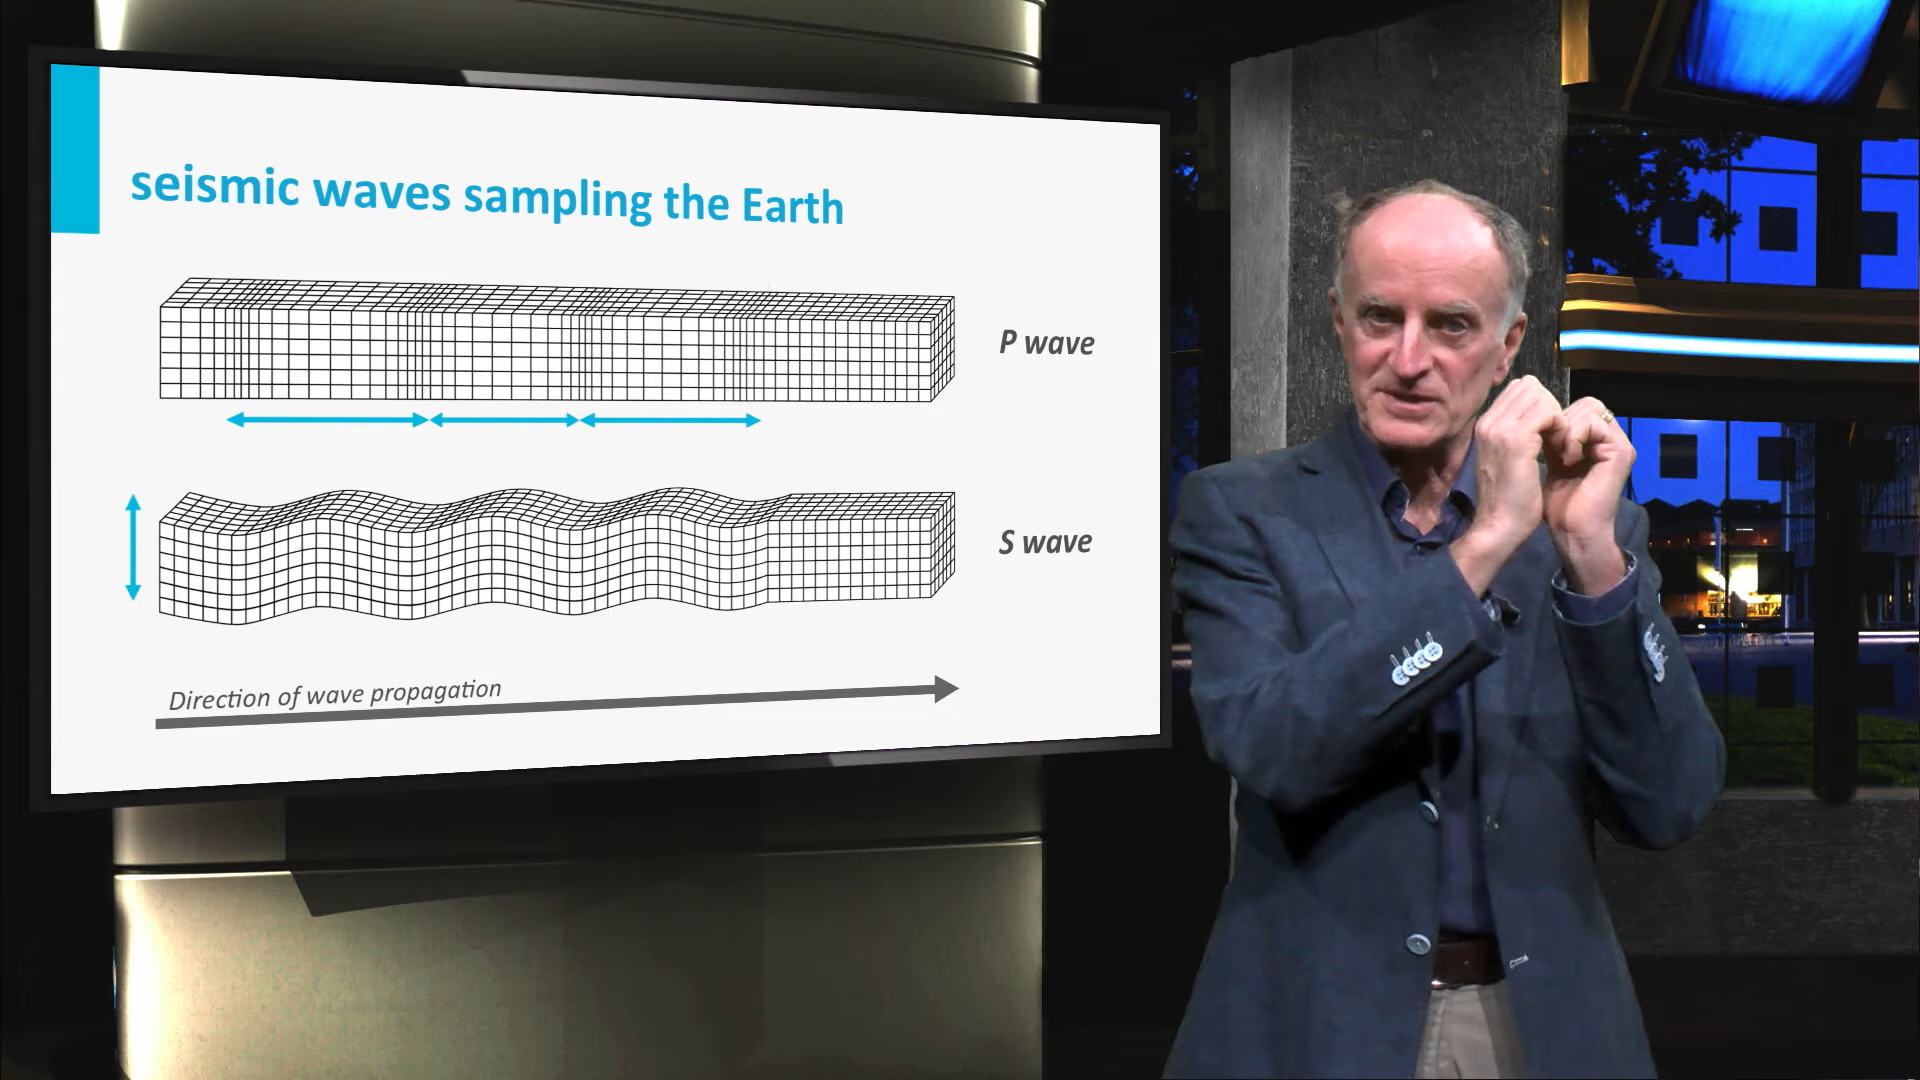 seismic waves sampling the Earth
P wave
S wave
Direction of wave propagation